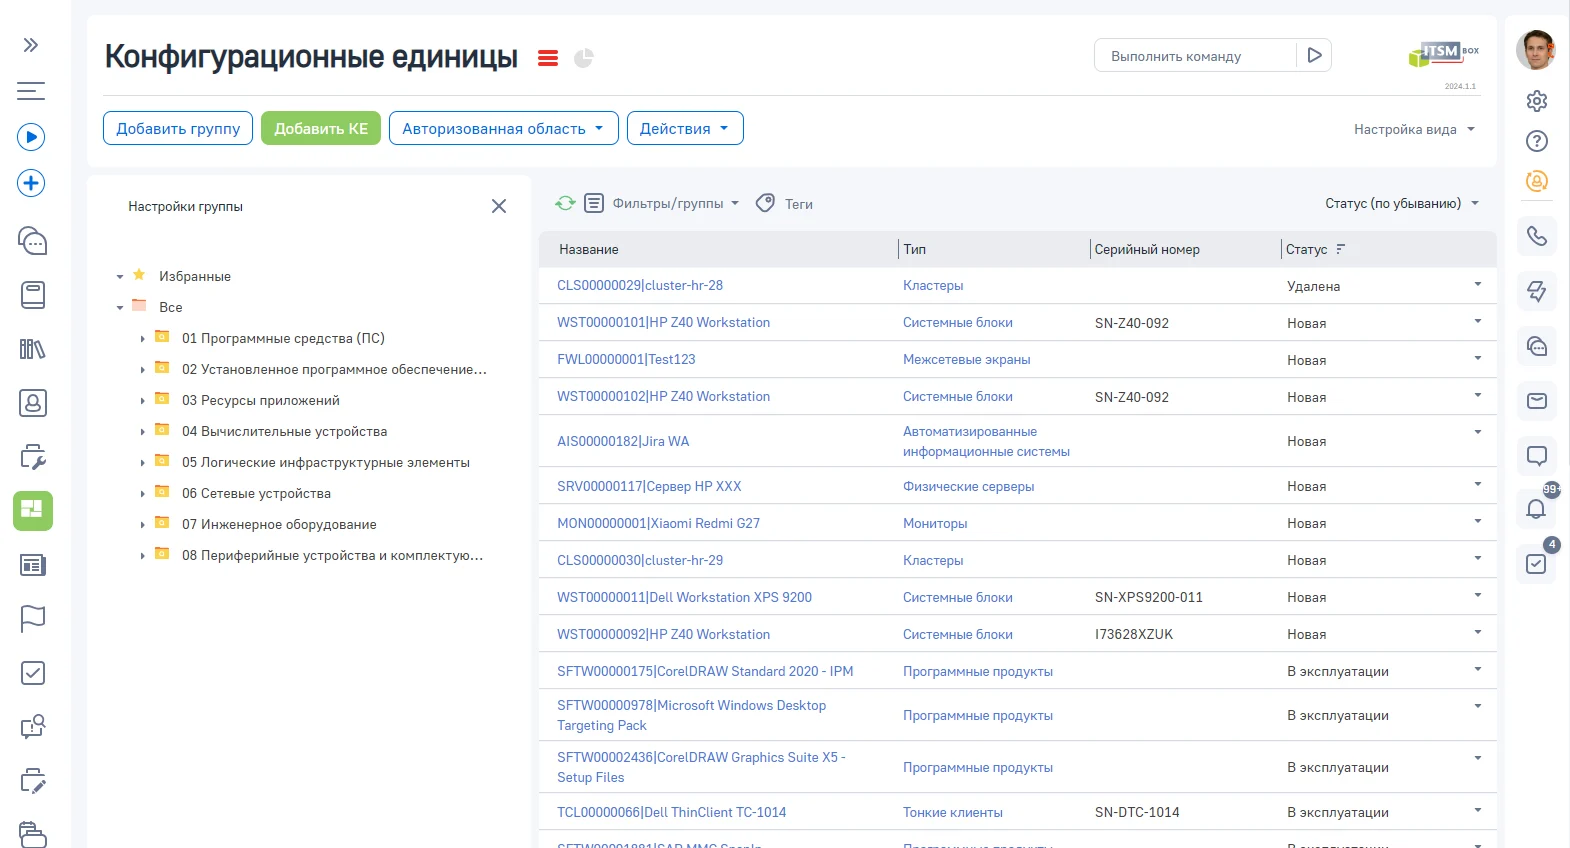 Конфигурационные единицы
Выполнить команду
ITSM BOX
2024.1.1
Добавить группу
Добавить КЕ
Авторизованная область
Действия
Настройка вида
Настройки группы
Избранные
Все
01 Программные средства (ПС)
02 Установленное программное обеспечение...
03 Ресурсы приложений
04 Вычислительные устройства
05 Логические инфраструктурные элементы
06 Сетевые устройства
07 Инженерное оборудование
08 Периферийные устройства и комплектую...
Фильтры/группы
Теги
Статус (по убыванию)
Название Тип Серийный номер Статус
CLS00000029|cluster-hr-28 Кластеры Удалена
WST00000101|HP Z40 Workstation Системные блоки SN-Z40-092 Новая
FWL00000001|Test123 Межсетевые экраны Новая
WST00000102|HP Z40 Workstation Системные блоки SN-Z40-092 Новая
AIS00000182|Jira WA Автоматизированные
информационные системы Новая
SRV00000117|Сервер HP XXX Физические серверы Новая
MON00000001|Xiaomi Redmi G27 Мониторы Новая
CLS00000030|cluster-hr-29 Кластеры Новая
WST00000011|Dell Workstation XPS 9200 Системные блоки SN-XPS9200-011 Новая
WST00000092|HP Z40 Workstation Системные блоки I73628XZUK Новая
SFTW00000175|CorelDRAW Standard 2020 - IPM Программные продукты В эксплуатации
SFTW00000978|Microsoft Windows Desktop
Targeting Pack Программные продукты В эксплуатации
SFTW00002436|CorelDRAW Graphics Suite X5 -
Setup Files Программные продукты В эксплуатации
TCL00000066|Dell ThinClient TC-1014 Тонкие клиенты SN-DTC-1014 В эксплуатации
SFTW00001881|SAP MMC SnapIn Программные продукты В эксплуатации
99+
4